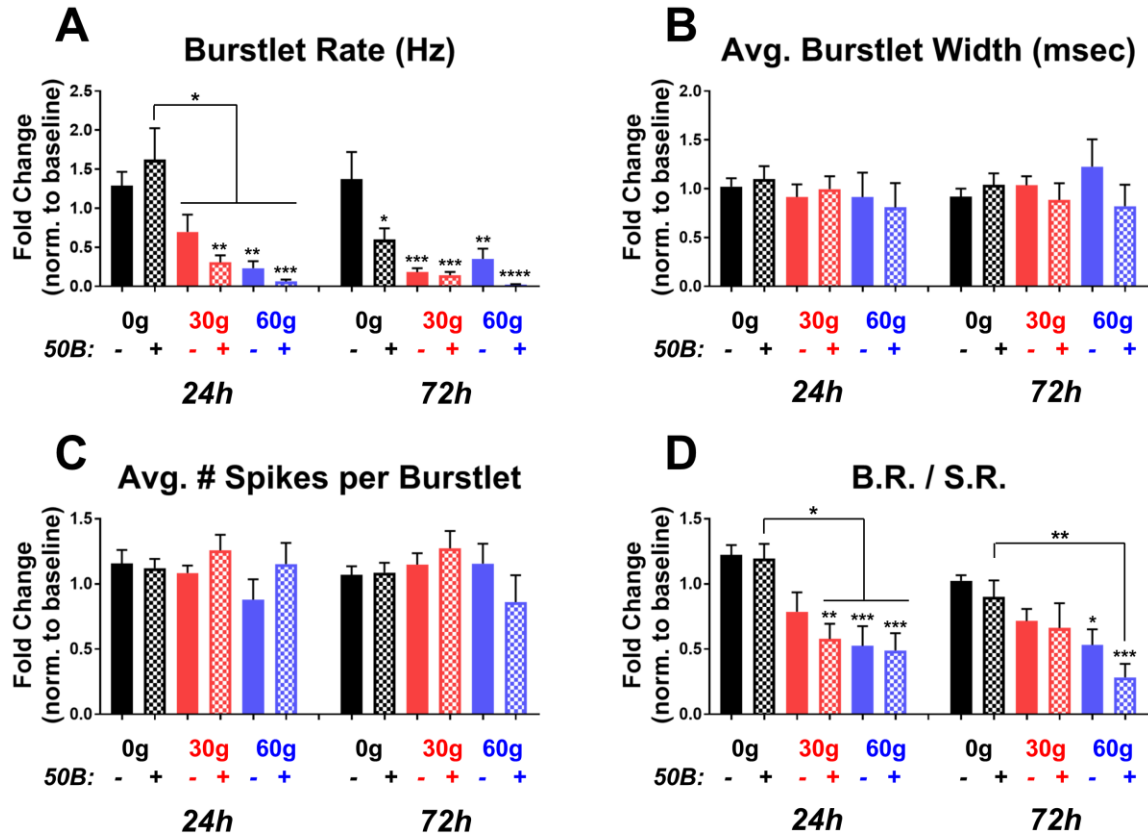 A
Burstlet Rate (Hz)
Fold Change
(norm. to baseline)
2.5
2.0
1.5
1.0
0.5
0.0
*
** ** ***
* *** *** ** ****
0g 30g 60g 0g 30g 60g
50B: - + - + - + - + - + - +
24h 72h
B
Avg. Burstlet Width (msec)
Fold Change
(norm. to baseline)
2.0
1.5
1.0
0.5
0.0
0g 30g 60g 0g 30g 60g
50B: - + - + - + - + - + - +
24h 72h
C
Avg. # Spikes per Burstlet
Fold Change
(norm. to baseline)
1.5
1.0
0.5
0.0
0g 30g 60g 0g 30g 60g
50B: - + - + - + - + - + - +
24h 72h
D
B.R. / S.R.
Fold Change
(norm. to baseline)
1.5
1.0
0.5
0.0
*
** *** ***
**
* ***
0g 30g 60g 0g 30g 60g
50B: - + - + - + - + - + - +
24h 72h